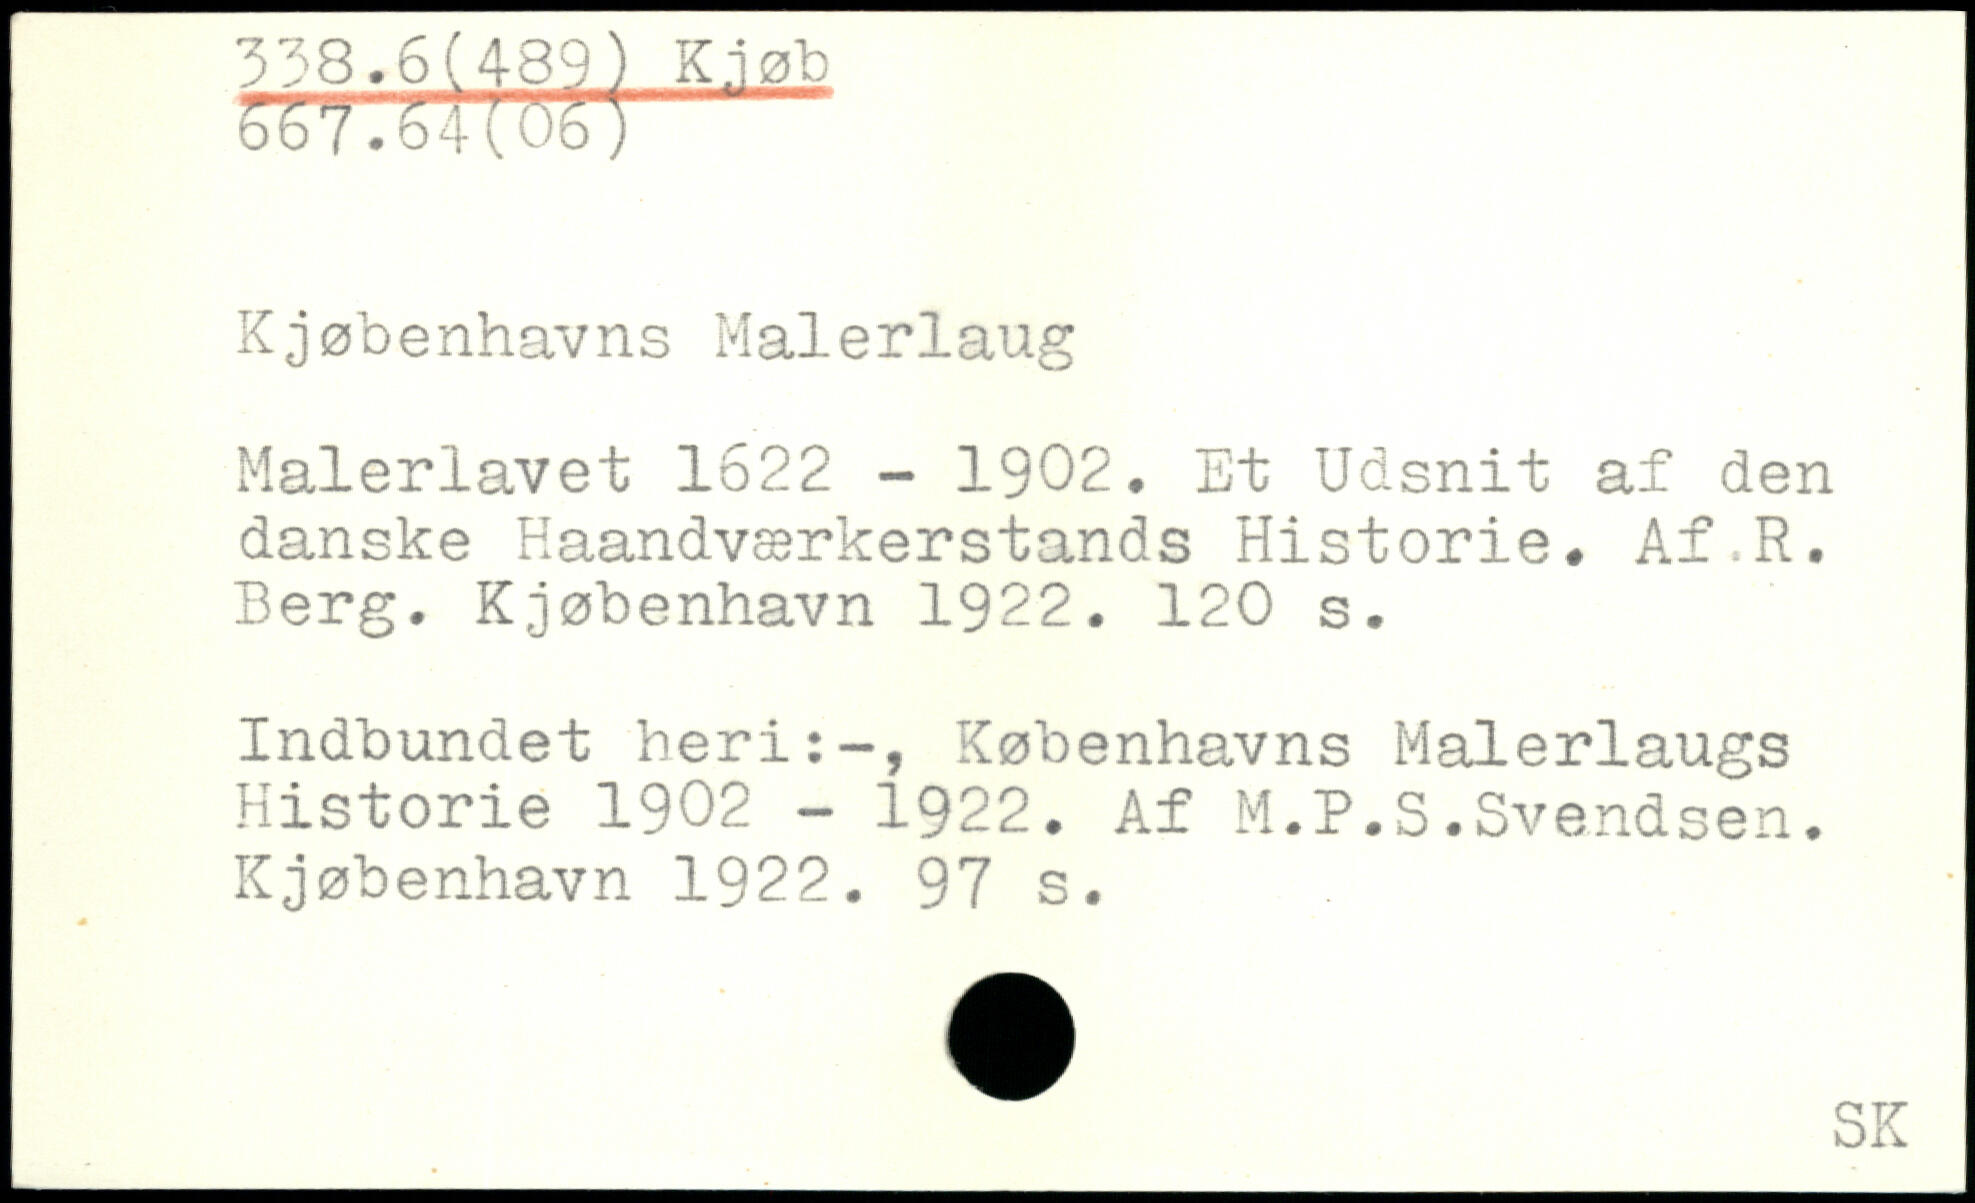 338.6(489) Kjøb
667.64(06)
Kjøbenhavns Malerlaug
Malerlavet 1622 - 1902. Et Udsnit af den
danske Haandværkerstands Historie. Af.R.
Berg. Kjøbenhavn 1922. 120 s.
Indbundet heri:-, Københavns Malerlaugs
Historie 1902 - 1922. Af M.P.S.Svendsen.
Kjøbenhavn 1922. 97 s.
SK